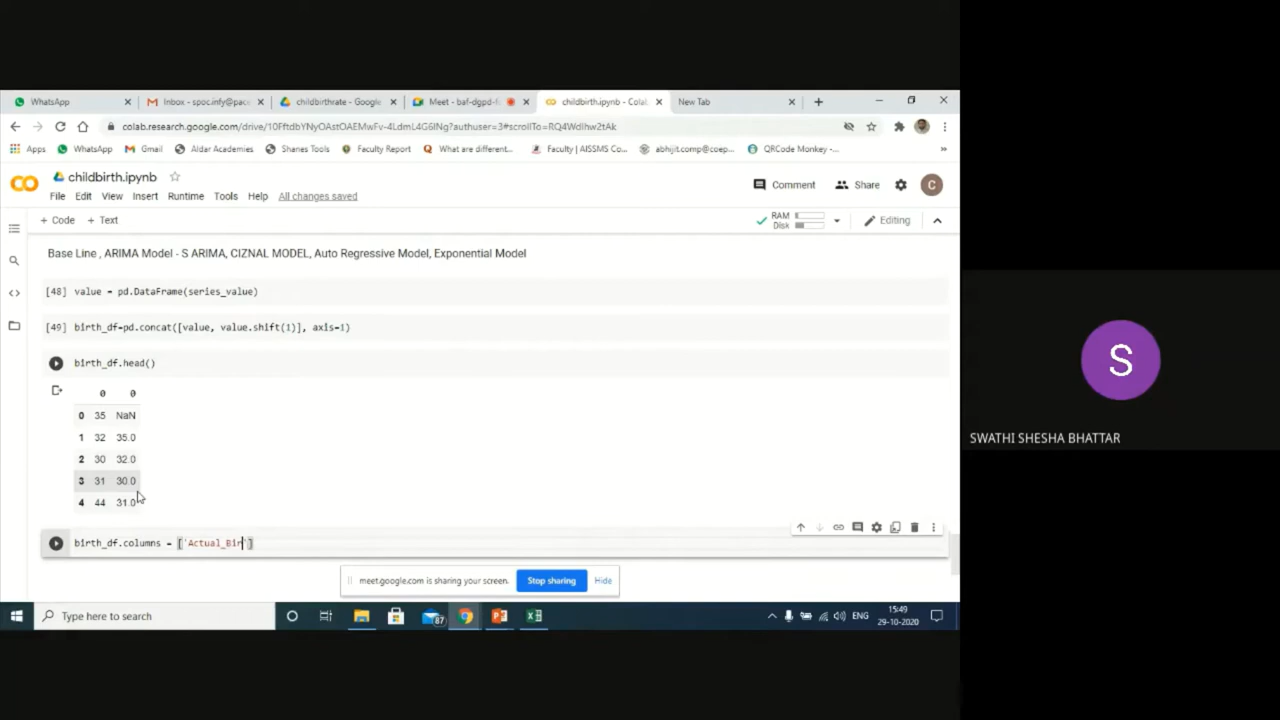 WhatsApp
Inbox - spoc.infy@pace
childbirthrate - Google
Meet - baf-dgpd-f
childbirth.ipynb - Colab
New Tab
colab.research.google.com/drive/10FftdbYNyOAstOAEMwFv-4LdmL4G6lNg?authuser=3#scrollTo=RQ4Wdlhw2tAk
Apps
WhatsApp
Gmail
Aldar Academies
Shanes Tools
Faculty Report
What are different...
Faculty | AISSMS Co...
abhijit.comp@coep...
QRCode Monkey -...
childbirth.ipynb
Comment
Share
C
File Edit View Insert Runtime Tools Help All changes saved
+ Code + Text
RAM
Disk
Editing
Base Line , ARIMA Model - S ARIMA, CIZNAL MODEL, Auto Regressive Model, Exponential Model
[48] value = pd.DataFrame(series_value)
[49] birth_df=pd.concat([value, value.shift(1)], axis=1)
birth_df.head()
0 0
0 35 NaN
1 32 35.0
2 30 32.0
3 31 30.0
4 44 31.0
birth_df.columns = ['Actual_Bir']
meet.google.com is sharing your screen.
Stop sharing
Hide
Type here to search
87
ENG
15:49
29-10-2020
S
SWATHI SHESHA BHATTAR